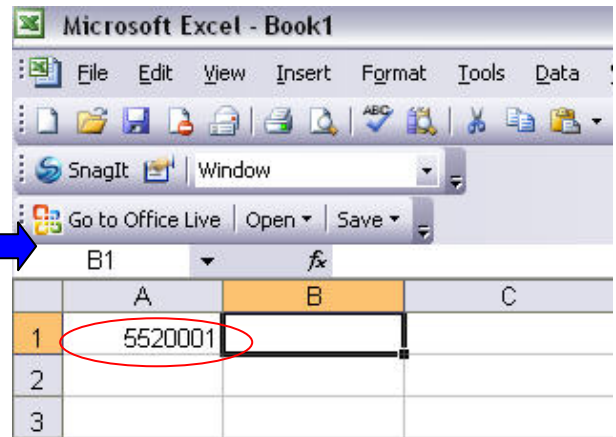 Microsoft Excel - Book1
File Edit View Insert Format Tools Data
ABC
SnagIt Window
Go to Office Live Open Save
B1 fx
A B C
1 5520001
2
3